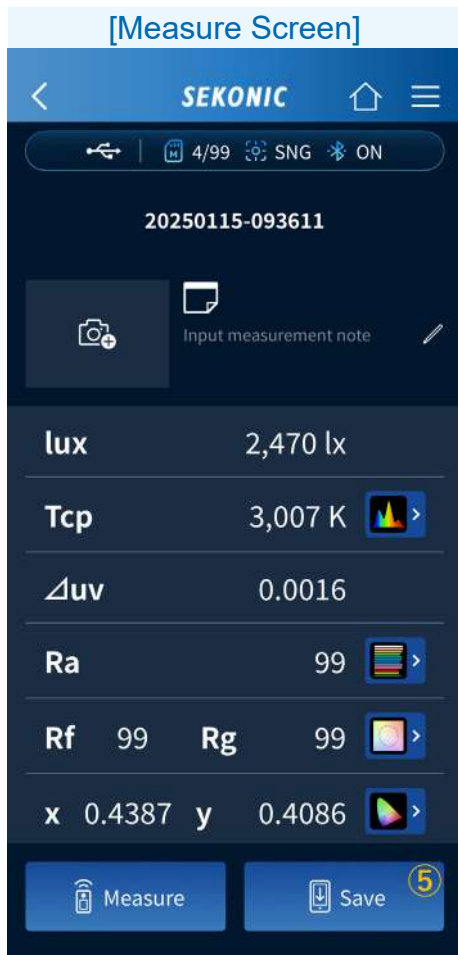 [Measure Screen]
SEKONIC
M 4/99 SNG ON
20250115-093611
Input measurement note
lux 2,470 lx
Tcp 3,007 K
⊿uv 0.0016
Ra 99
Rf 99 Rg 99
x 0.4387 y 0.4086
Measure Save ⑤